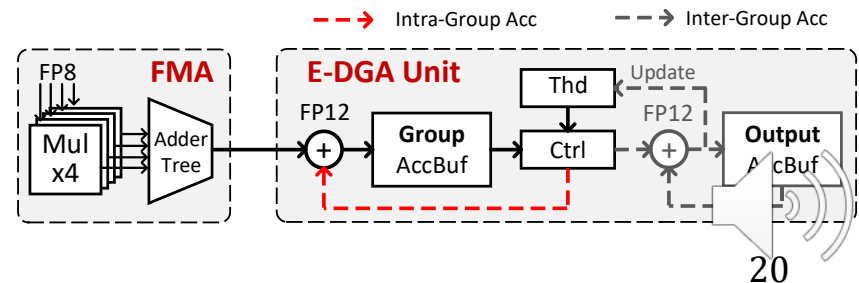 Intra-Group Acc
Inter-Group Acc
FP8
FMA
E-DGA Unit
Mul
x4
Adder
Tree
FP12
+
Group
AccBuf
Thd
Ctrl
Update
FP12
+
Output
AccBuf
20